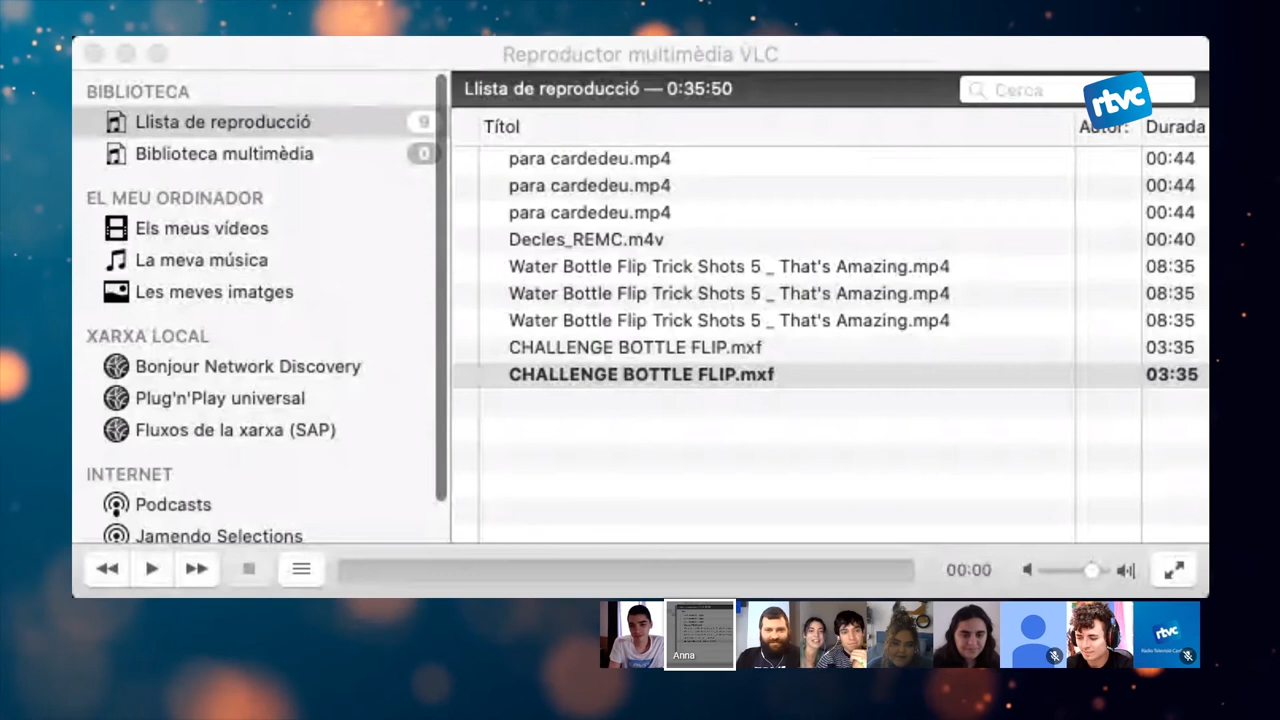 Reproductor multimèdia VLC
BIBLIOTECA
Llista de reproducció 9
Biblioteca multimèdia 0
EL MEU ORDINADOR
Els meus vídeos
La meva música
Les meves imatges
XARXA LOCAL
Bonjour Network Discovery
Plug'n'Play universal
Fluxos de la xarxa (SAP)
INTERNET
Podcasts
Jamendo Selections
Llista de reproducció — 0:35:50
Cerca
rtvc
Títol Autor: Durada
para cardedeu.mp4 00:44
para cardedeu.mp4 00:44
para cardedeu.mp4 00:44
Decles_REMC.m4v 00:40
Water Bottle Flip Trick Shots 5 _ That's Amazing.mp4 08:35
Water Bottle Flip Trick Shots 5 _ That's Amazing.mp4 08:35
Water Bottle Flip Trick Shots 5 _ That's Amazing.mp4 08:35
CHALLENGE BOTTLE FLIP.mxf 03:35
CHALLENGE BOTTLE FLIP.mxf 03:35
00:00
Anna
rtvc